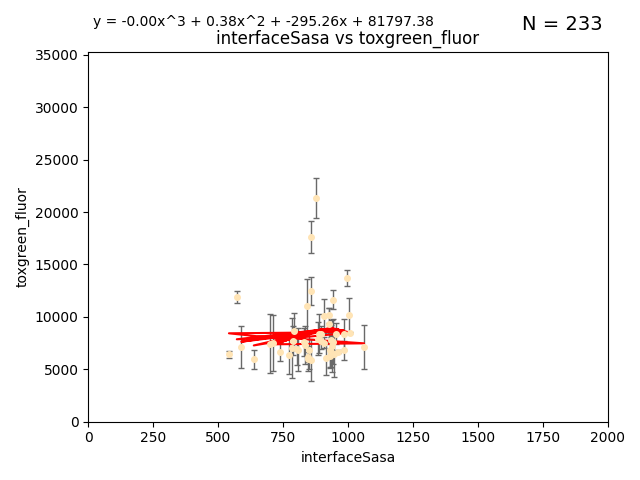 y = -0.00x^3 + 0.38x^2 + -295.26x + 81797.38
N = 233
interfaceSasa vs toxgreen_fluor
35000
30000
25000
20000
15000
10000
5000
0
toxgreen_fluor
0 250 500 750 1000 1250 1500 1750 2000
interfaceSasa